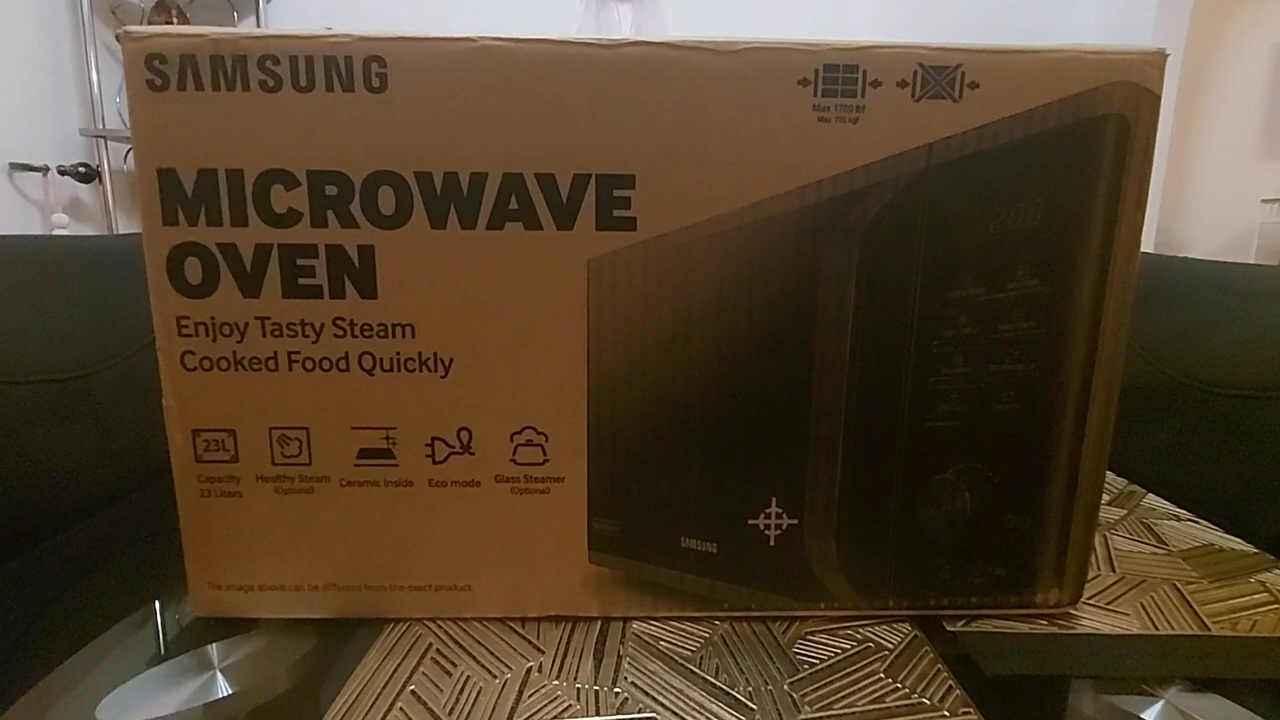 SAMSUNG
Max 1700 lbf
Max 770 kgf
MICROWAVE
OVEN
Enjoy Tasty Steam
Cooked Food Quickly
23L
Capacity
23 Liters
Healthy Steam
(Optional)
Ceramic Inside
Eco mode
Glass Steamer
(Optional)
SAMSUNG
The image above can be different from the exact product.